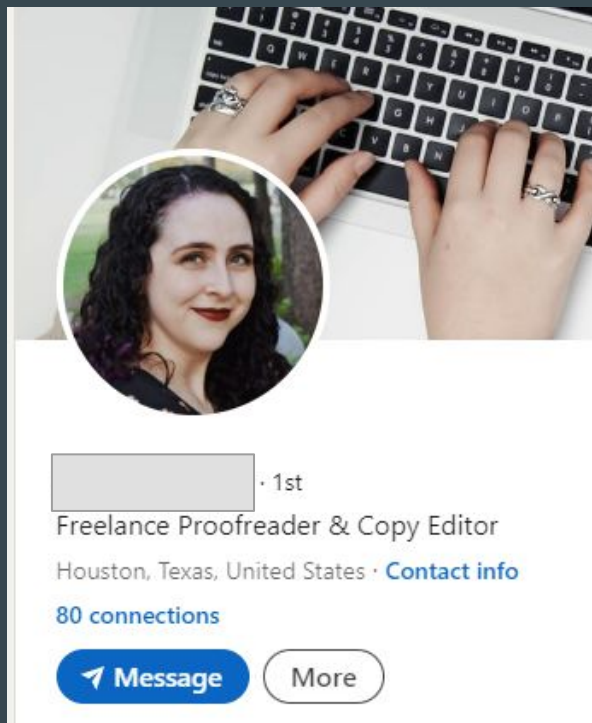 · 1st
Freelance Proofreader & Copy Editor
Houston, Texas, United States · Contact info
80 connections
Message More